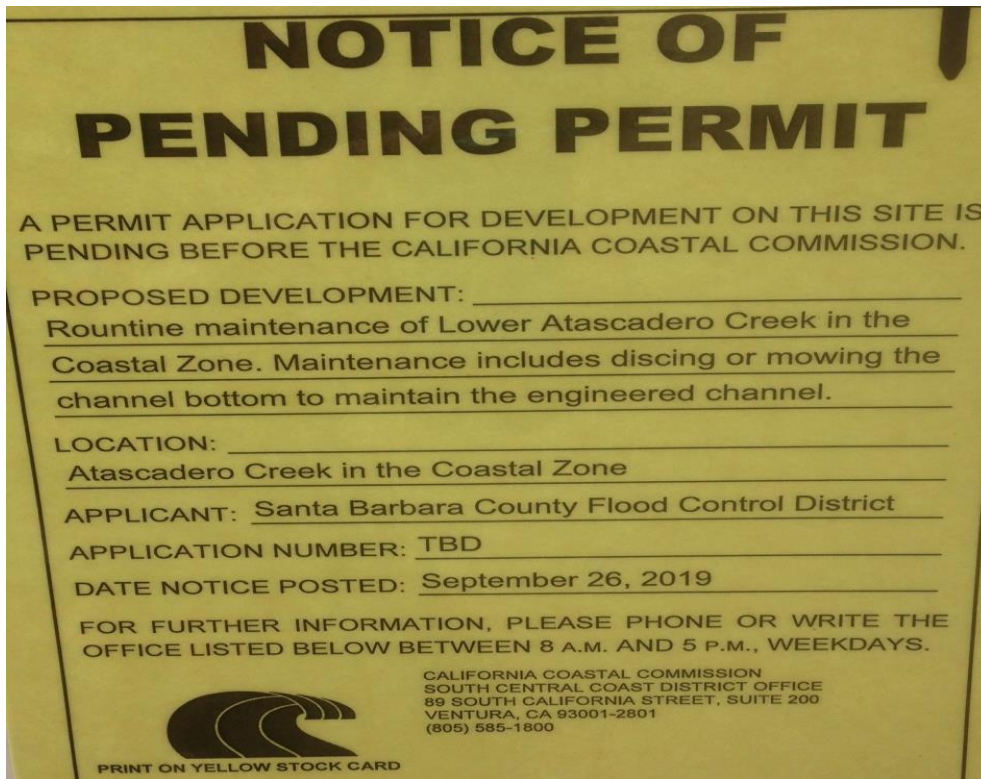 NOTICE OF
PENDING PERMIT
A PERMIT APPLICATION FOR DEVELOPMENT ON THIS SITE IS
PENDING BEFORE THE CALIFORNIA COASTAL COMMISSION.
PROPOSED DEVELOPMENT:
Rountine maintenance of Lower Atascadero Creek in the
Coastal Zone. Maintenance includes discing or mowing the
channel bottom to maintain the engineered channel.
LOCATION:
Atascadero Creek in the Coastal Zone
APPLICANT: Santa Barbara County Flood Control District
APPLICATION NUMBER: TBD
DATE NOTICE POSTED: September 26, 2019
FOR FURTHER INFORMATION, PLEASE PHONE OR WRITE THE
OFFICE LISTED BELOW BETWEEN 8 A.M. AND 5 P.M., WEEKDAYS.
CALIFORNIA COASTAL COMMISSION
SOUTH CENTRAL COAST DISTRICT OFFICE
89 SOUTH CALIFORNIA STREET, SUITE 200
VENTURA, CA 93001-2801
(805) 585-1800
PRINT ON YELLOW STOCK CARD